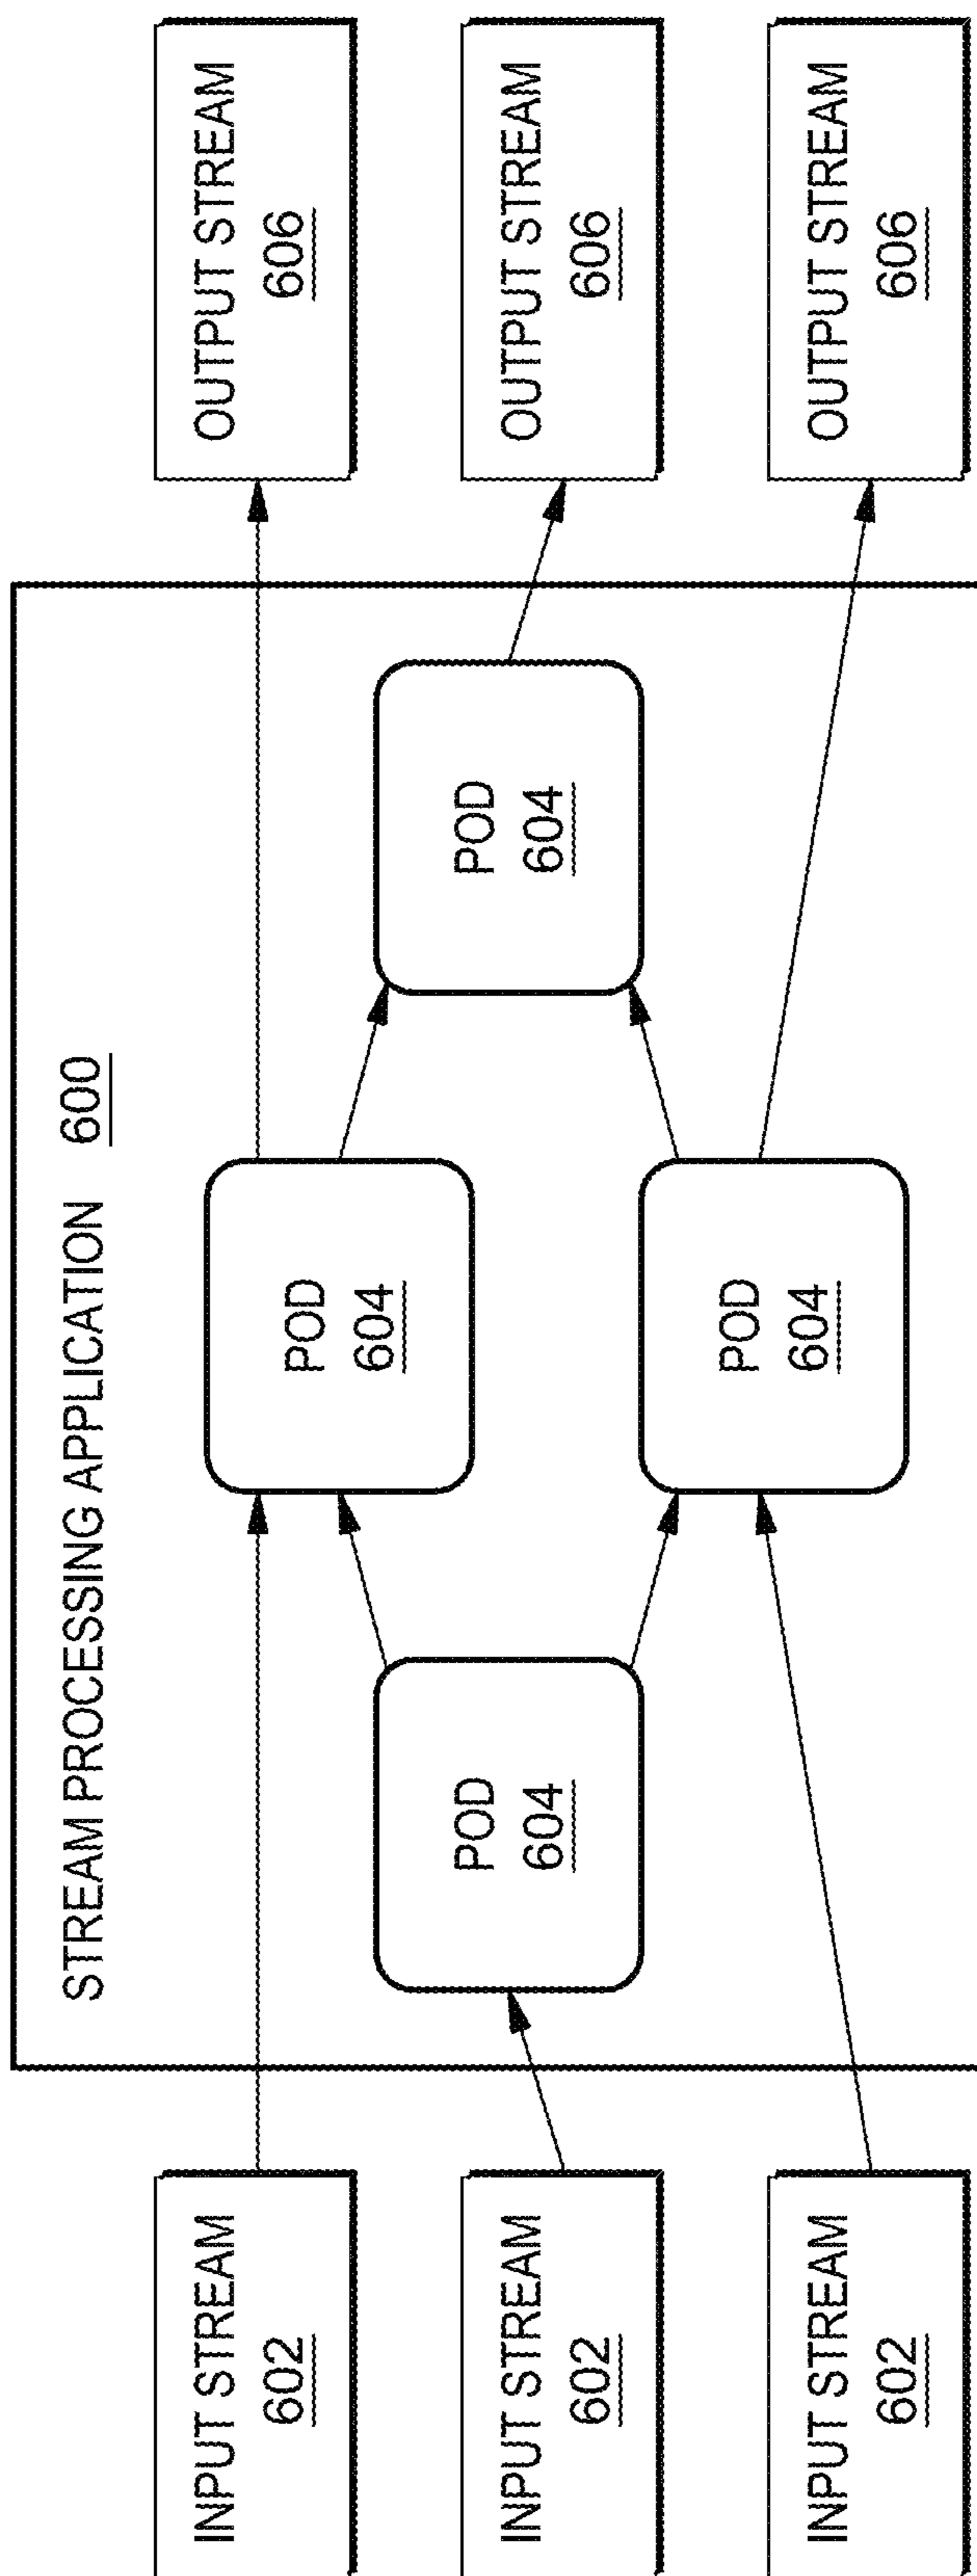 STREAM PROCESSING APPLICATION 600
INPUT STREAM
602
INPUT STREAM
602
INPUT STREAM
602
POD
604
POD
604
POD
604
POD
604
OUTPUT STREAM
606
OUTPUT STREAM
606
OUTPUT STREAM
606